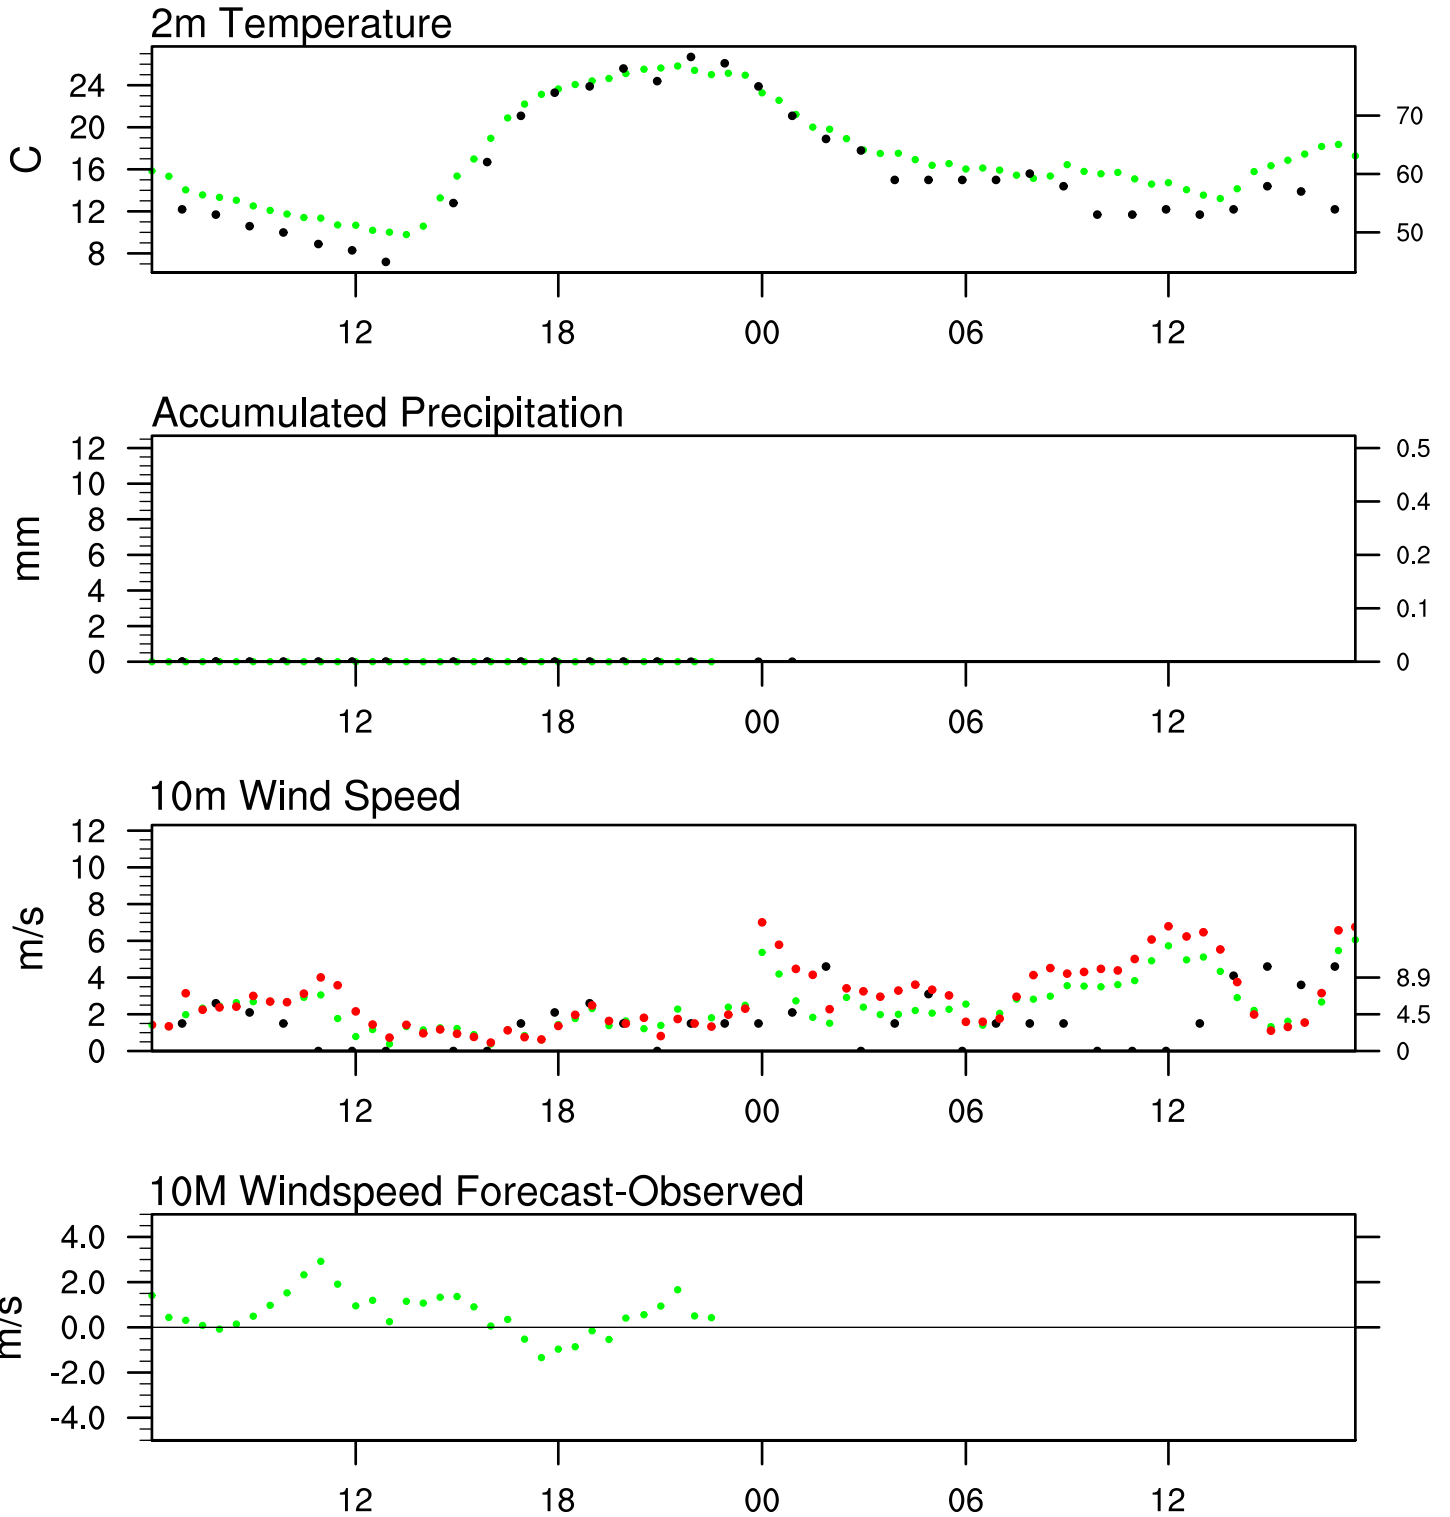 2m Temperature
C
24
20
16
12
8
70
60
50
12 18 00 06 12
Accumulated Precipitation
mm
12
10
8
6
4
2
0
0.5
0.4
0.2
0.1
0
12 18 00 06 12
10m Wind Speed
m/s
12
10
8
6
4
2
0
8.9
4.5
0
12 18 00 06 12
10M Windspeed Forecast-Observed
m/s
4.0
2.0
0.0
-2.0
-4.0
12 18 00 06 12